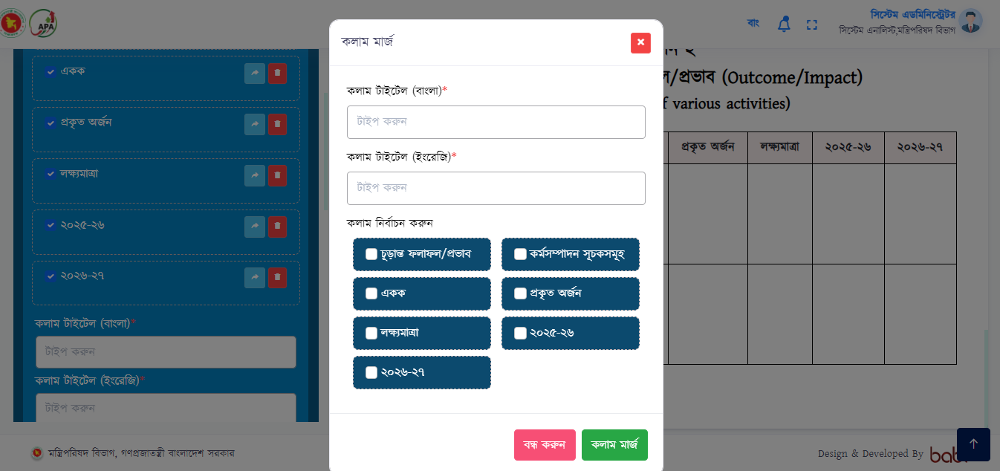 APA
বাং
সিস্টেম এডমিনিস্ট্রেটর
সিস্টেম এনালিস্ট,মন্ত্রিপরিষদ বিভাগ
একক
প্রকৃত অর্জন
লক্ষ্যমাত্রা
২০২৫-২৬
২০২৬-২৭
কলাম টাইটেল (বাংলা)*
টাইপ করুন
কলাম টাইটেল (ইংরেজি)*
টাইপ করুন
কলাম মার্জ
কলাম টাইটেল (বাংলা)*
টাইপ করুন
কলাম টাইটেল (ইংরেজি)*
টাইপ করুন
কলাম নির্বাচন করুন
চূড়ান্ত ফলাফল/প্রভাব
কর্মসম্পাদন সূচকসমূহ
একক
প্রকৃত অর্জন
লক্ষ্যমাত্রা
২০২৫-২৬
২০২৬-২৭
বন্ধ করুন
কলাম মার্জ
/প্রভাব (Outcome/Impact)
various activities)
প্রকৃত অর্জন
লক্ষ্যমাত্রা
২০২৫-২৬
২০২৬-২৭
মন্ত্রিপরিষদ বিভাগ, গণপ্রজাতন্ত্রী বাংলাদেশ সরকার
Design & Developed By